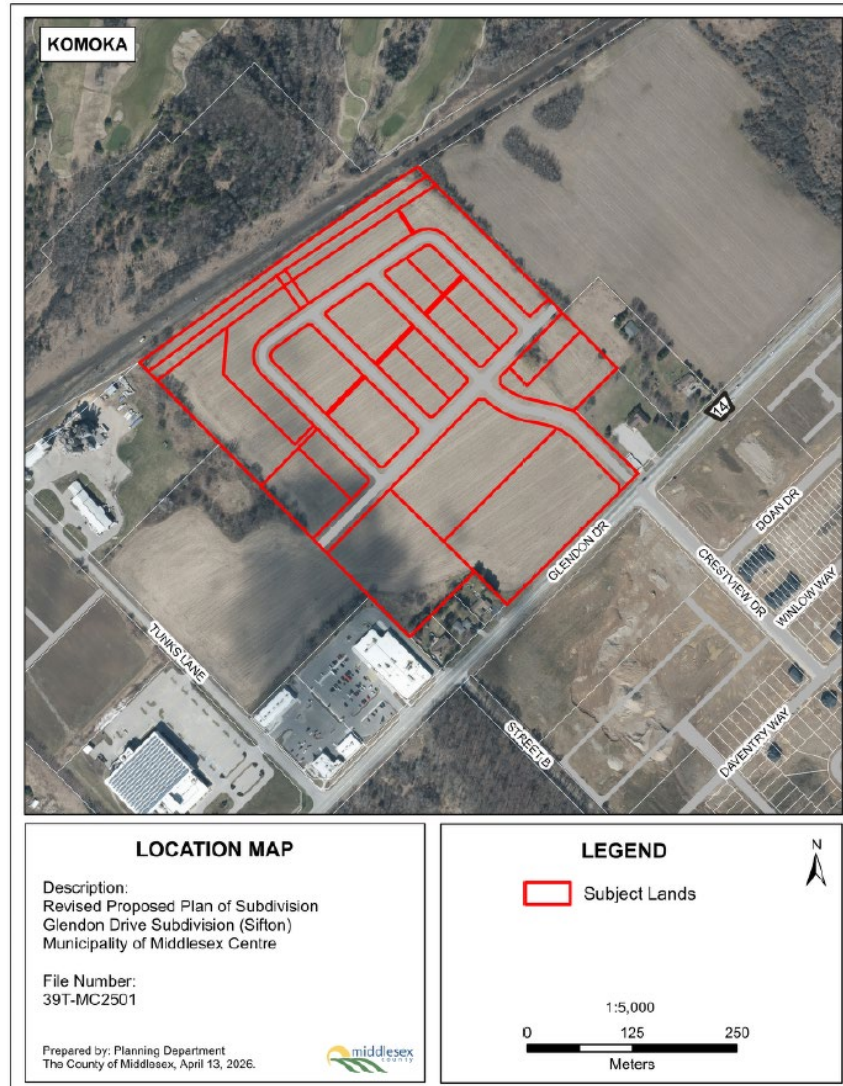 KOMOKA
14
GLENDON DR
DOAN DR
CRESTVIEW DR
WINLOW WAY
TUNKS LANE
STREET B
DAVENTRY WAY
LOCATION MAP
Description:
Revised Proposed Plan of Subdivision
Glendon Drive Subdivision (Sifton)
Municipality of Middlesex Centre
File Number:
39T-MC2501
Prepared by: Planning Department
The County of Middlesex, April 13, 2026.
middlesex
county
LEGEND
N
Subject Lands
1:5,000
0 125 250
Meters